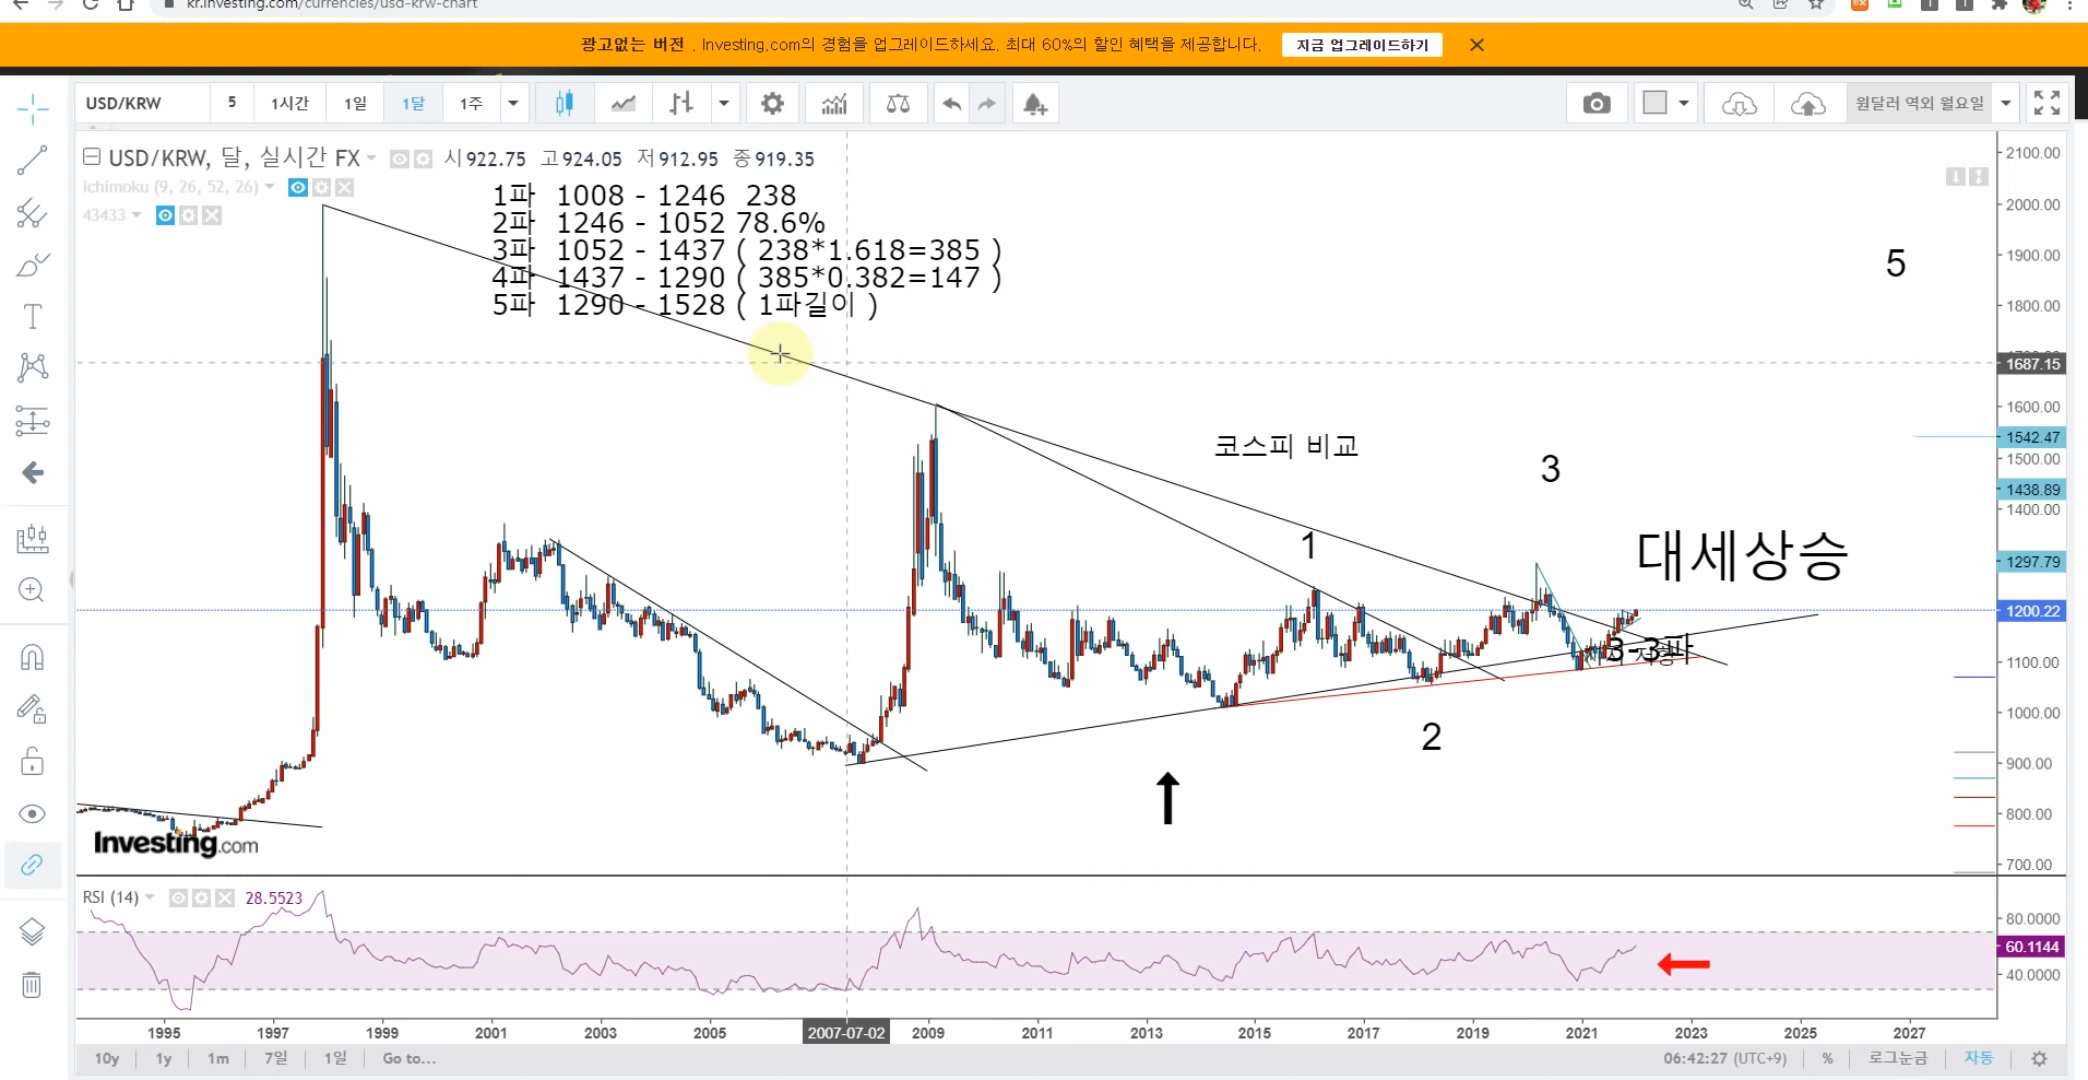 kr.investing.com/currencies/usd-krw-chart
광고없는 버전 . Investing.com의 경험을 업그레이드하세요. 최대 60%의 할인 혜택을 제공합니다. 지금 업그레이드하기
USD/KRW 5 1시간 1일 1달 1주 원달러 역외 월요일
USD/KRW, 달, 실시간 FX 시922.75 고924.05 저912.95 종919.35
Ichimoku (9, 26, 52, 26)
43433
1파 1008 - 1246 238
2파 1246 - 1052 78.6%
3파 1052 - 1437 ( 238*1.618=385 )
4파 1437 - 1290 ( 385*0.382=147 )
5파 1290 - 1528 ( 1파길이 )
5
코스피 비교
3
1
대세상승
3-3파
2
2100.00
2000.00
1900.00
1800.00
1687.15
1600.00
1542.47
1500.00
1438.89
1400.00
1297.79
1200.22
1100.00
1000.00
900.00
800.00
700.00
Investing.com
RSI (14) 28.5523
80.0000
60.1144
40.0000
1995 1997 1999 2001 2003 2005 2007-07-02 2009 2011 2013 2015 2017 2019 2021 2023 2025 2027
10y 1y 1m 7일 1일 Go to... 06:42:27 (UTC+9) % 로그눈금 자동